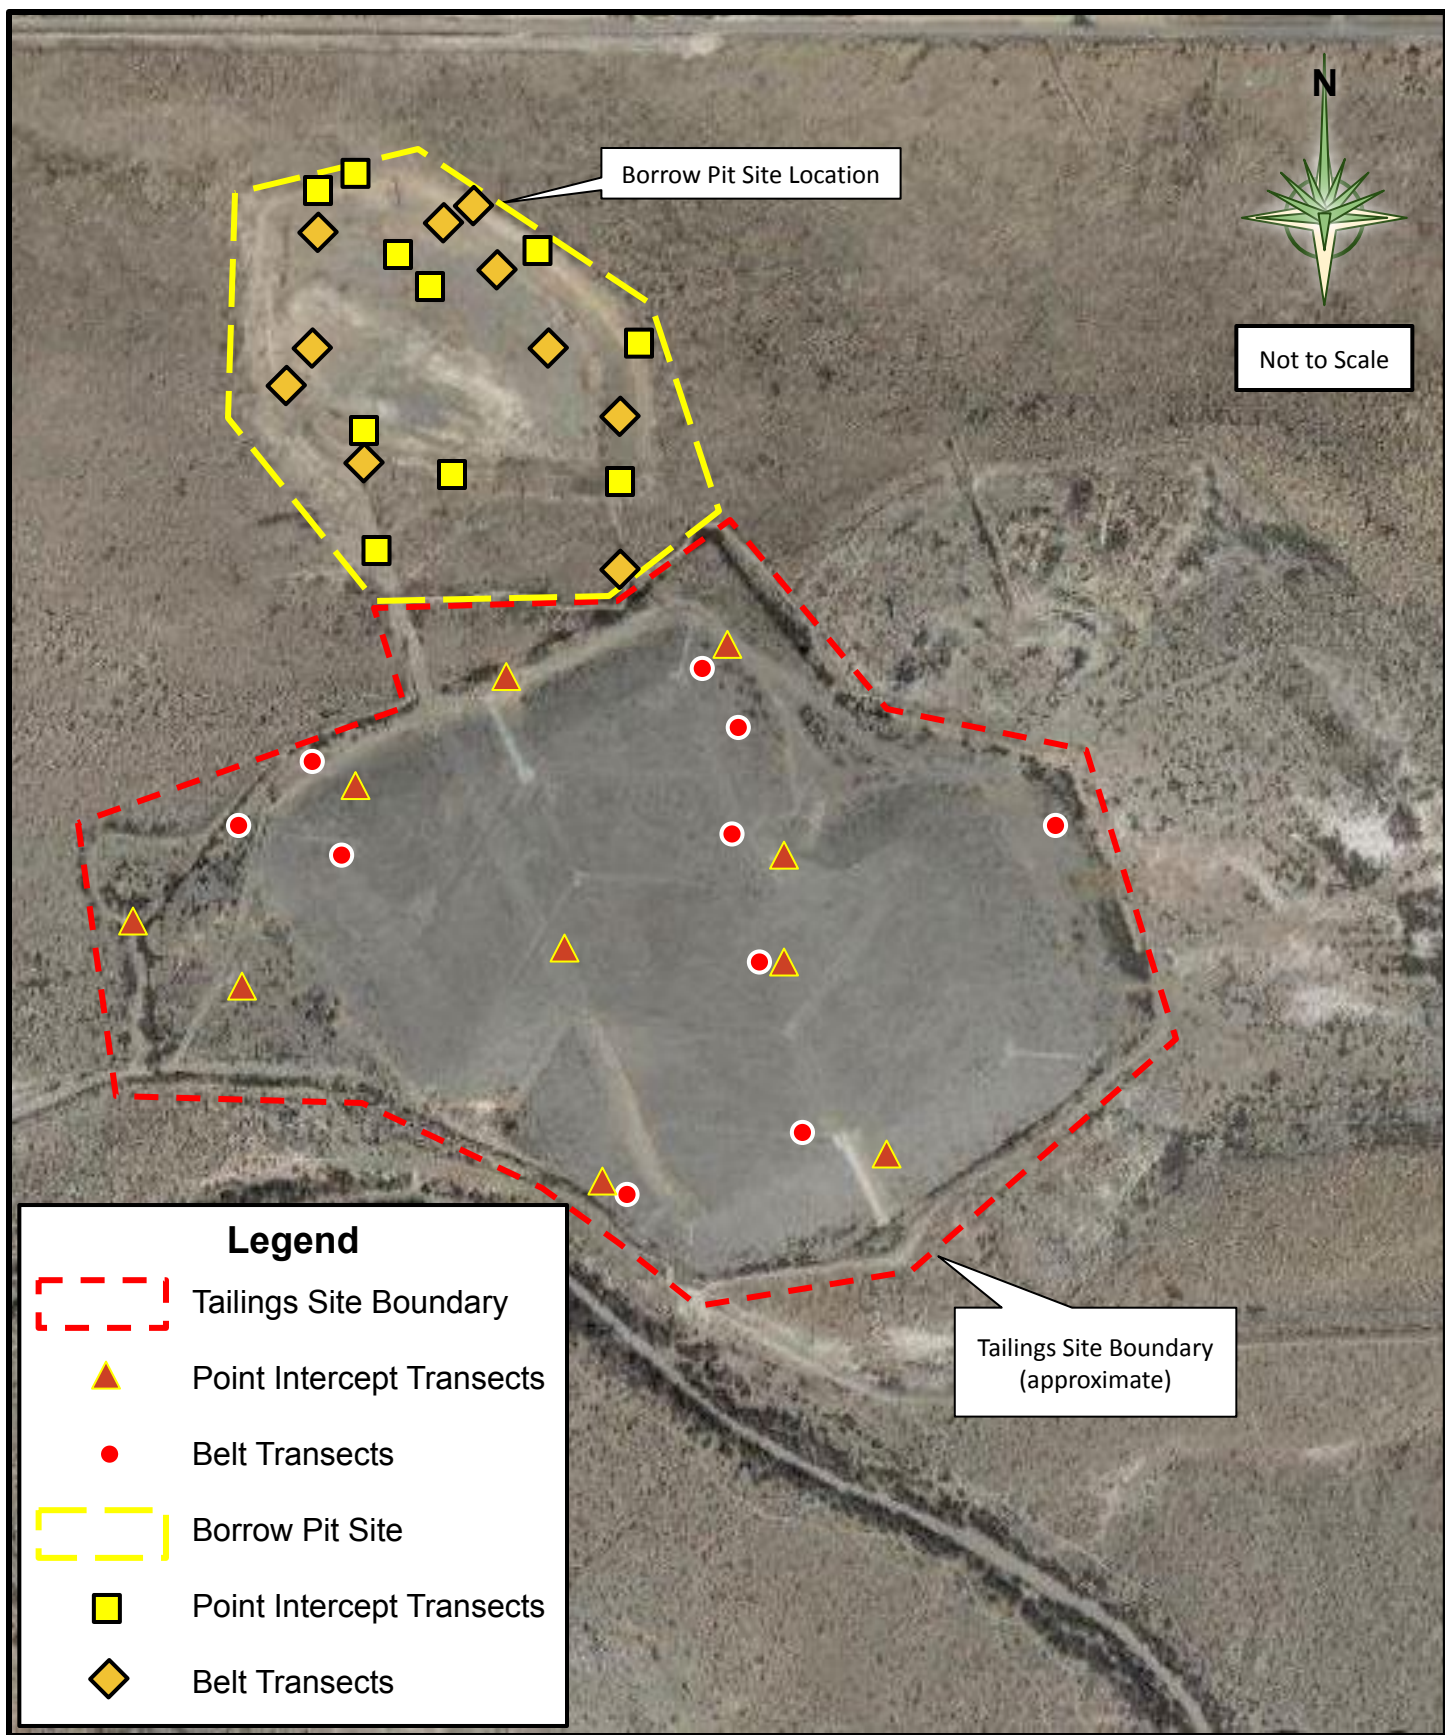 N
Borrow Pit Site Location
Not to Scale
Tailings Site Boundary
(approximate)
Legend
Tailings Site Boundary
Point Intercept Transects
Belt Transects
Borrow Pit Site
Point Intercept Transects
Belt Transects